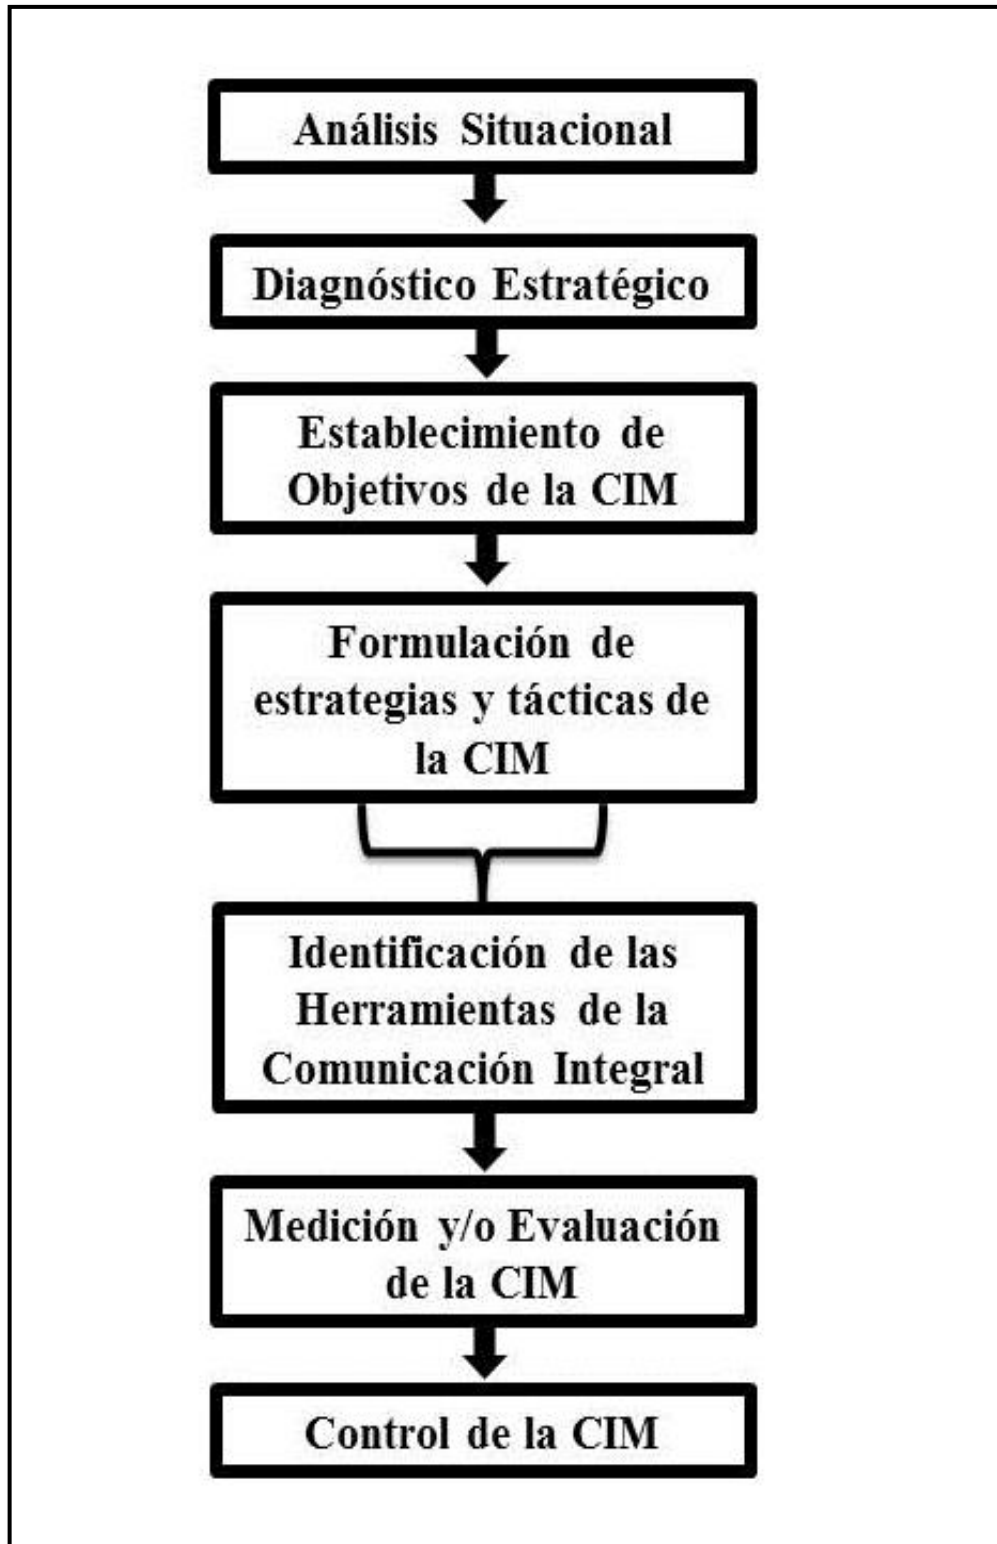 Análisis Situacional
Diagnóstico Estratégico
Establecimiento de
Objetivos de la CIM
Formulación de
estrategias y tácticas de
la CIM
Identificación de las
Herramientas de la
Comunicación Integral
Medición y/o Evaluación
de la CIM
Control de la CIM